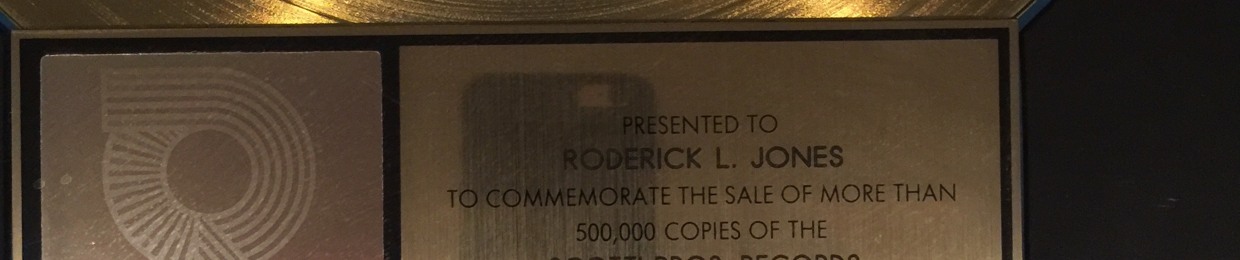 PRESENTED TO
RODERICK L. JONES
TO COMMEMORATE THE SALE OF MORE THAN
500,000 COPIES OF THE